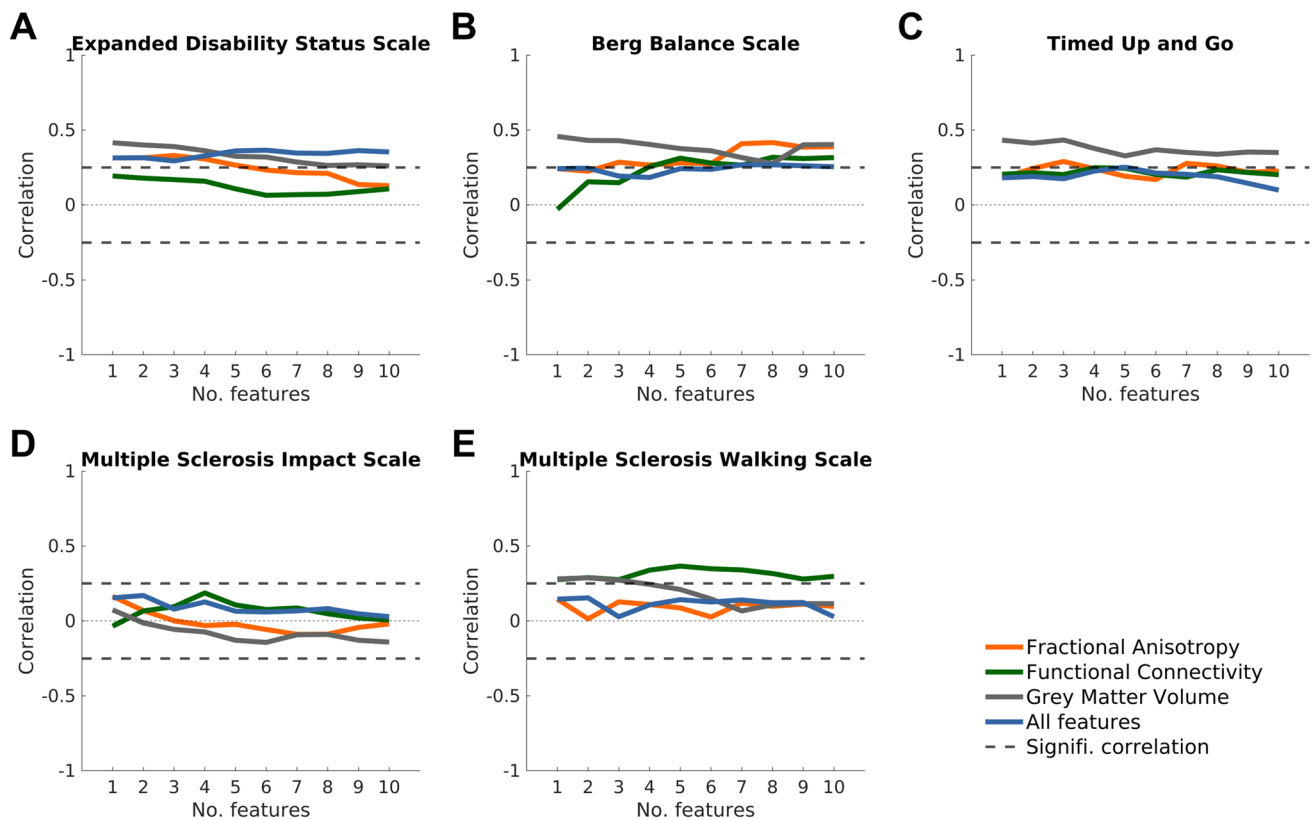 A
Expanded Disability Status Scale
1
0.5
0
-0.5
-1
Correlation
1 2 3 4 5 6 7 8 9 10
No. features
B
Berg Balance Scale
1
0.5
0
-0.5
-1
Correlation
1 2 3 4 5 6 7 8 9 10
No. features
C
Timed Up and Go
1
0.5
0
-0.5
-1
Correlation
1 2 3 4 5 6 7 8 9 10
No. features
D
Multiple Sclerosis Impact Scale
1
0.5
0
-0.5
-1
Correlation
1 2 3 4 5 6 7 8 9 10
No. features
E
Multiple Sclerosis Walking Scale
1
0.5
0
-0.5
-1
Correlation
1 2 3 4 5 6 7 8 9 10
No. features
Fractional Anisotropy
Functional Connectivity
Grey Matter Volume
All features
Signifi. correlation